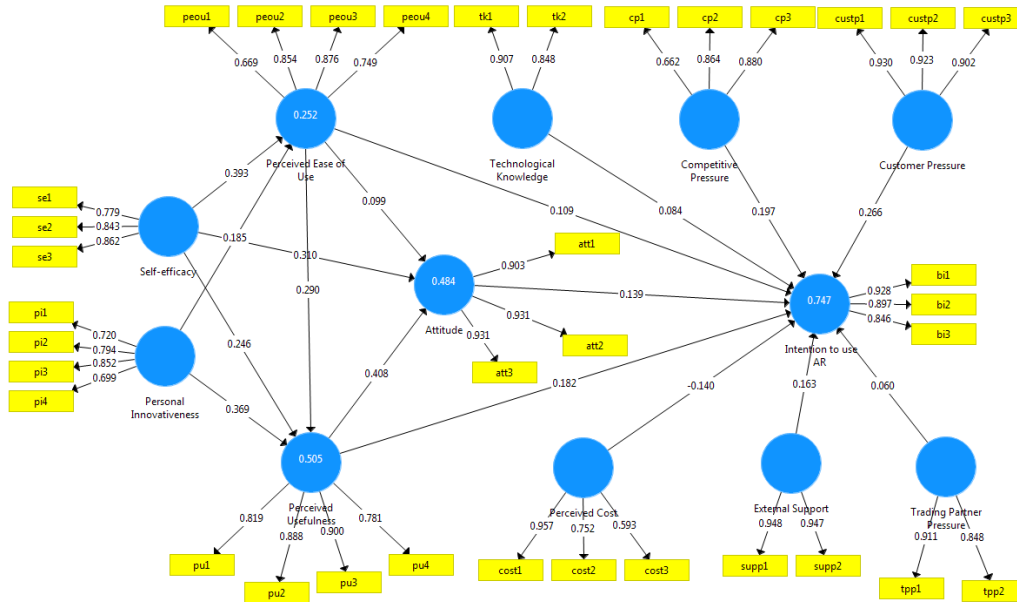 peou1
peou2
peou3
peou4
tk1
tk2
cp1
cp2
cp3
custp1
custp2
custp3
0.669
0.854
0.876
0.749
0.907
0.848
0.662
0.864
0.880
0.930
0.923
0.902
0.252
Perceived Ease of
Use
Technological
Knowledge
Competitive
Pressure
Customer Pressure
0.393
0.099
0.109
0.084
0.197
0.266
se1
se2
se3
0.779
0.843
0.862
Self-efficacy
0.185
0.310
0.290
0.246
att1
0.903
0.484
Attitude
0.139
0.931
0.931
att2
att3
0.747
Intention to use
AR
0.928
0.897
0.846
bi1
bi2
bi3
pi1
pi2
pi3
pi4
0.720
0.794
0.852
0.699
Personal
Innovativeness
0.369
0.408
0.182
-0.140
0.163
0.060
0.505
Perceived
Usefulness
Perceived Cost
External Support
Trading Partner
Pressure
0.819
0.888
0.900
0.781
0.957
0.752
0.593
0.948
0.947
0.911
0.848
pu1
pu2
pu3
pu4
cost1
cost2
cost3
supp1
supp2
tpp1
tpp2